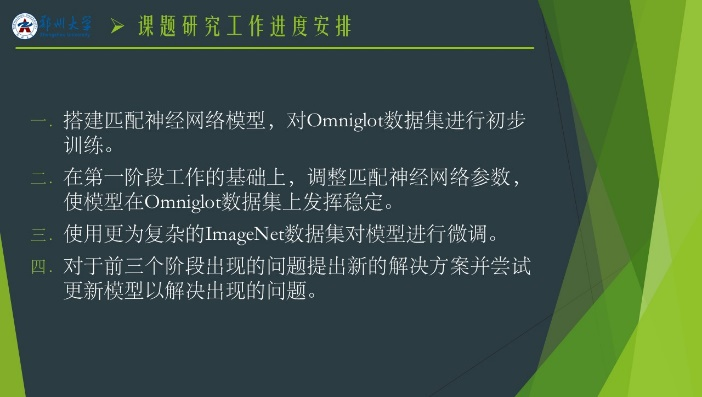 郑州大学
➢ 课题研究工作进度安排
一. 搭建匹配神经网络模型，对Omniglot数据集进行初步
训练。
二. 在第一阶段工作的基础上，调整匹配神经网络参数，
使模型在Omniglot数据集上发挥稳定。
三. 使用更为复杂的ImageNet数据集对模型进行微调。
四. 对于前三个阶段出现的问题提出新的解决方案并尝试
更新模型以解决出现的问题。